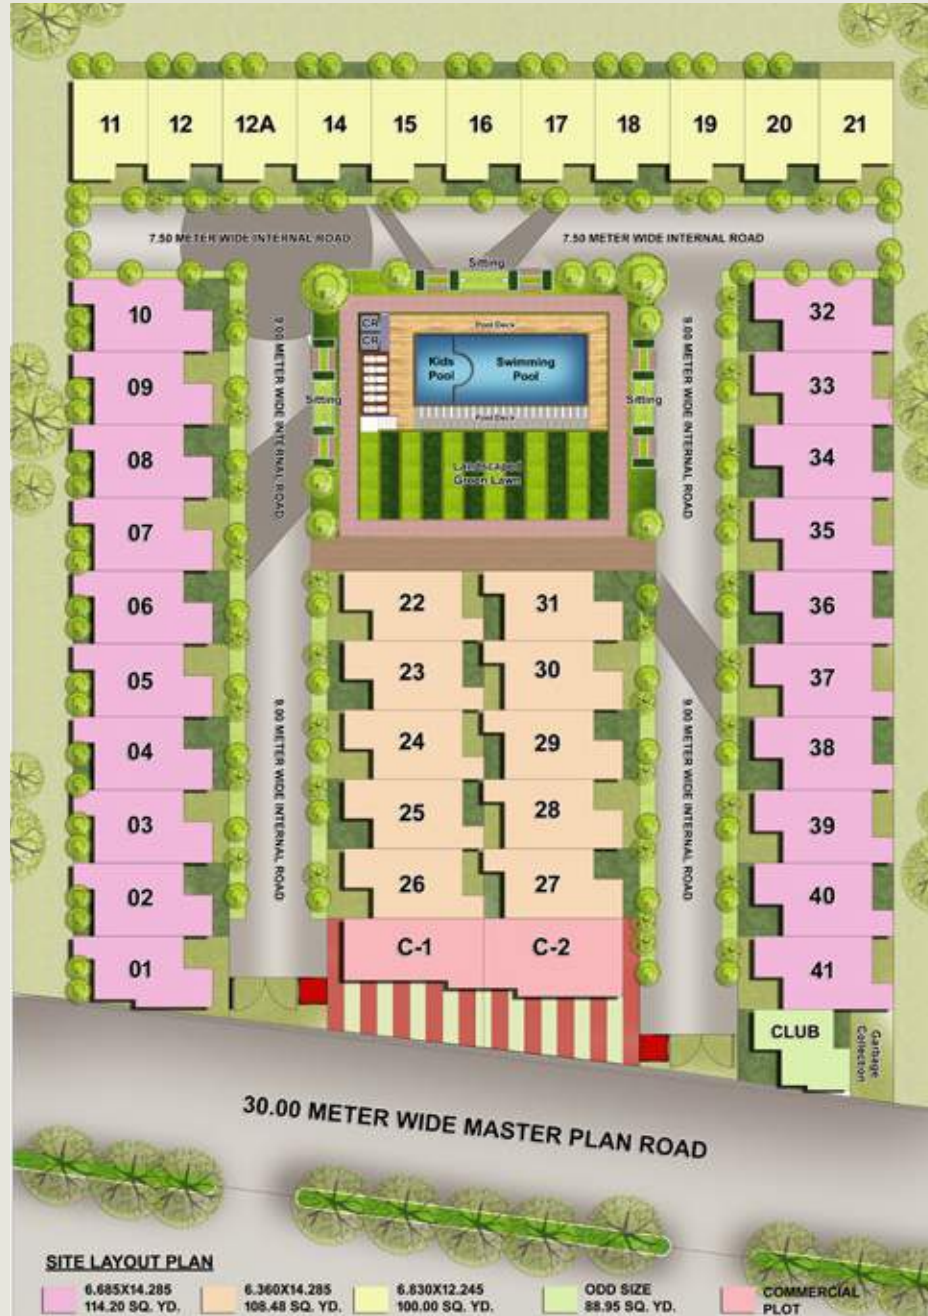 11 12 12A 14 15 16 17 18 19 20 21
7.50 METER WIDE INTERNAL ROAD
7.50 METER WIDE INTERNAL ROAD
10
09
08
07
06
05
04
03
02
01
9.00 METER WIDE INTERNAL ROAD
9.00 METER WIDE INTERNAL ROAD
Sitting
Sitting
CR
CR
Pool Deck
Kids
Pool
Swimming
Pool
Pool Deck
Landscaped
Green Lawn
Sitting
22 31
23 30
24 29
25 28
26 27
C-1 C-2
9.00 METER WIDE INTERNAL ROAD
9.00 METER WIDE INTERNAL ROAD
32
33
34
35
36
37
38
39
40
41
CLUB
Garbage
Collection
30.00 METER WIDE MASTER PLAN ROAD
SITE LAYOUT PLAN
6.685X14.285
114.20 SQ. YD.
6.360X14.285
108.48 SQ. YD.
6.830X12.245
100.00 SQ. YD.
ODD SIZE
88.95 SQ. YD.
COMMERCIAL
PLOT